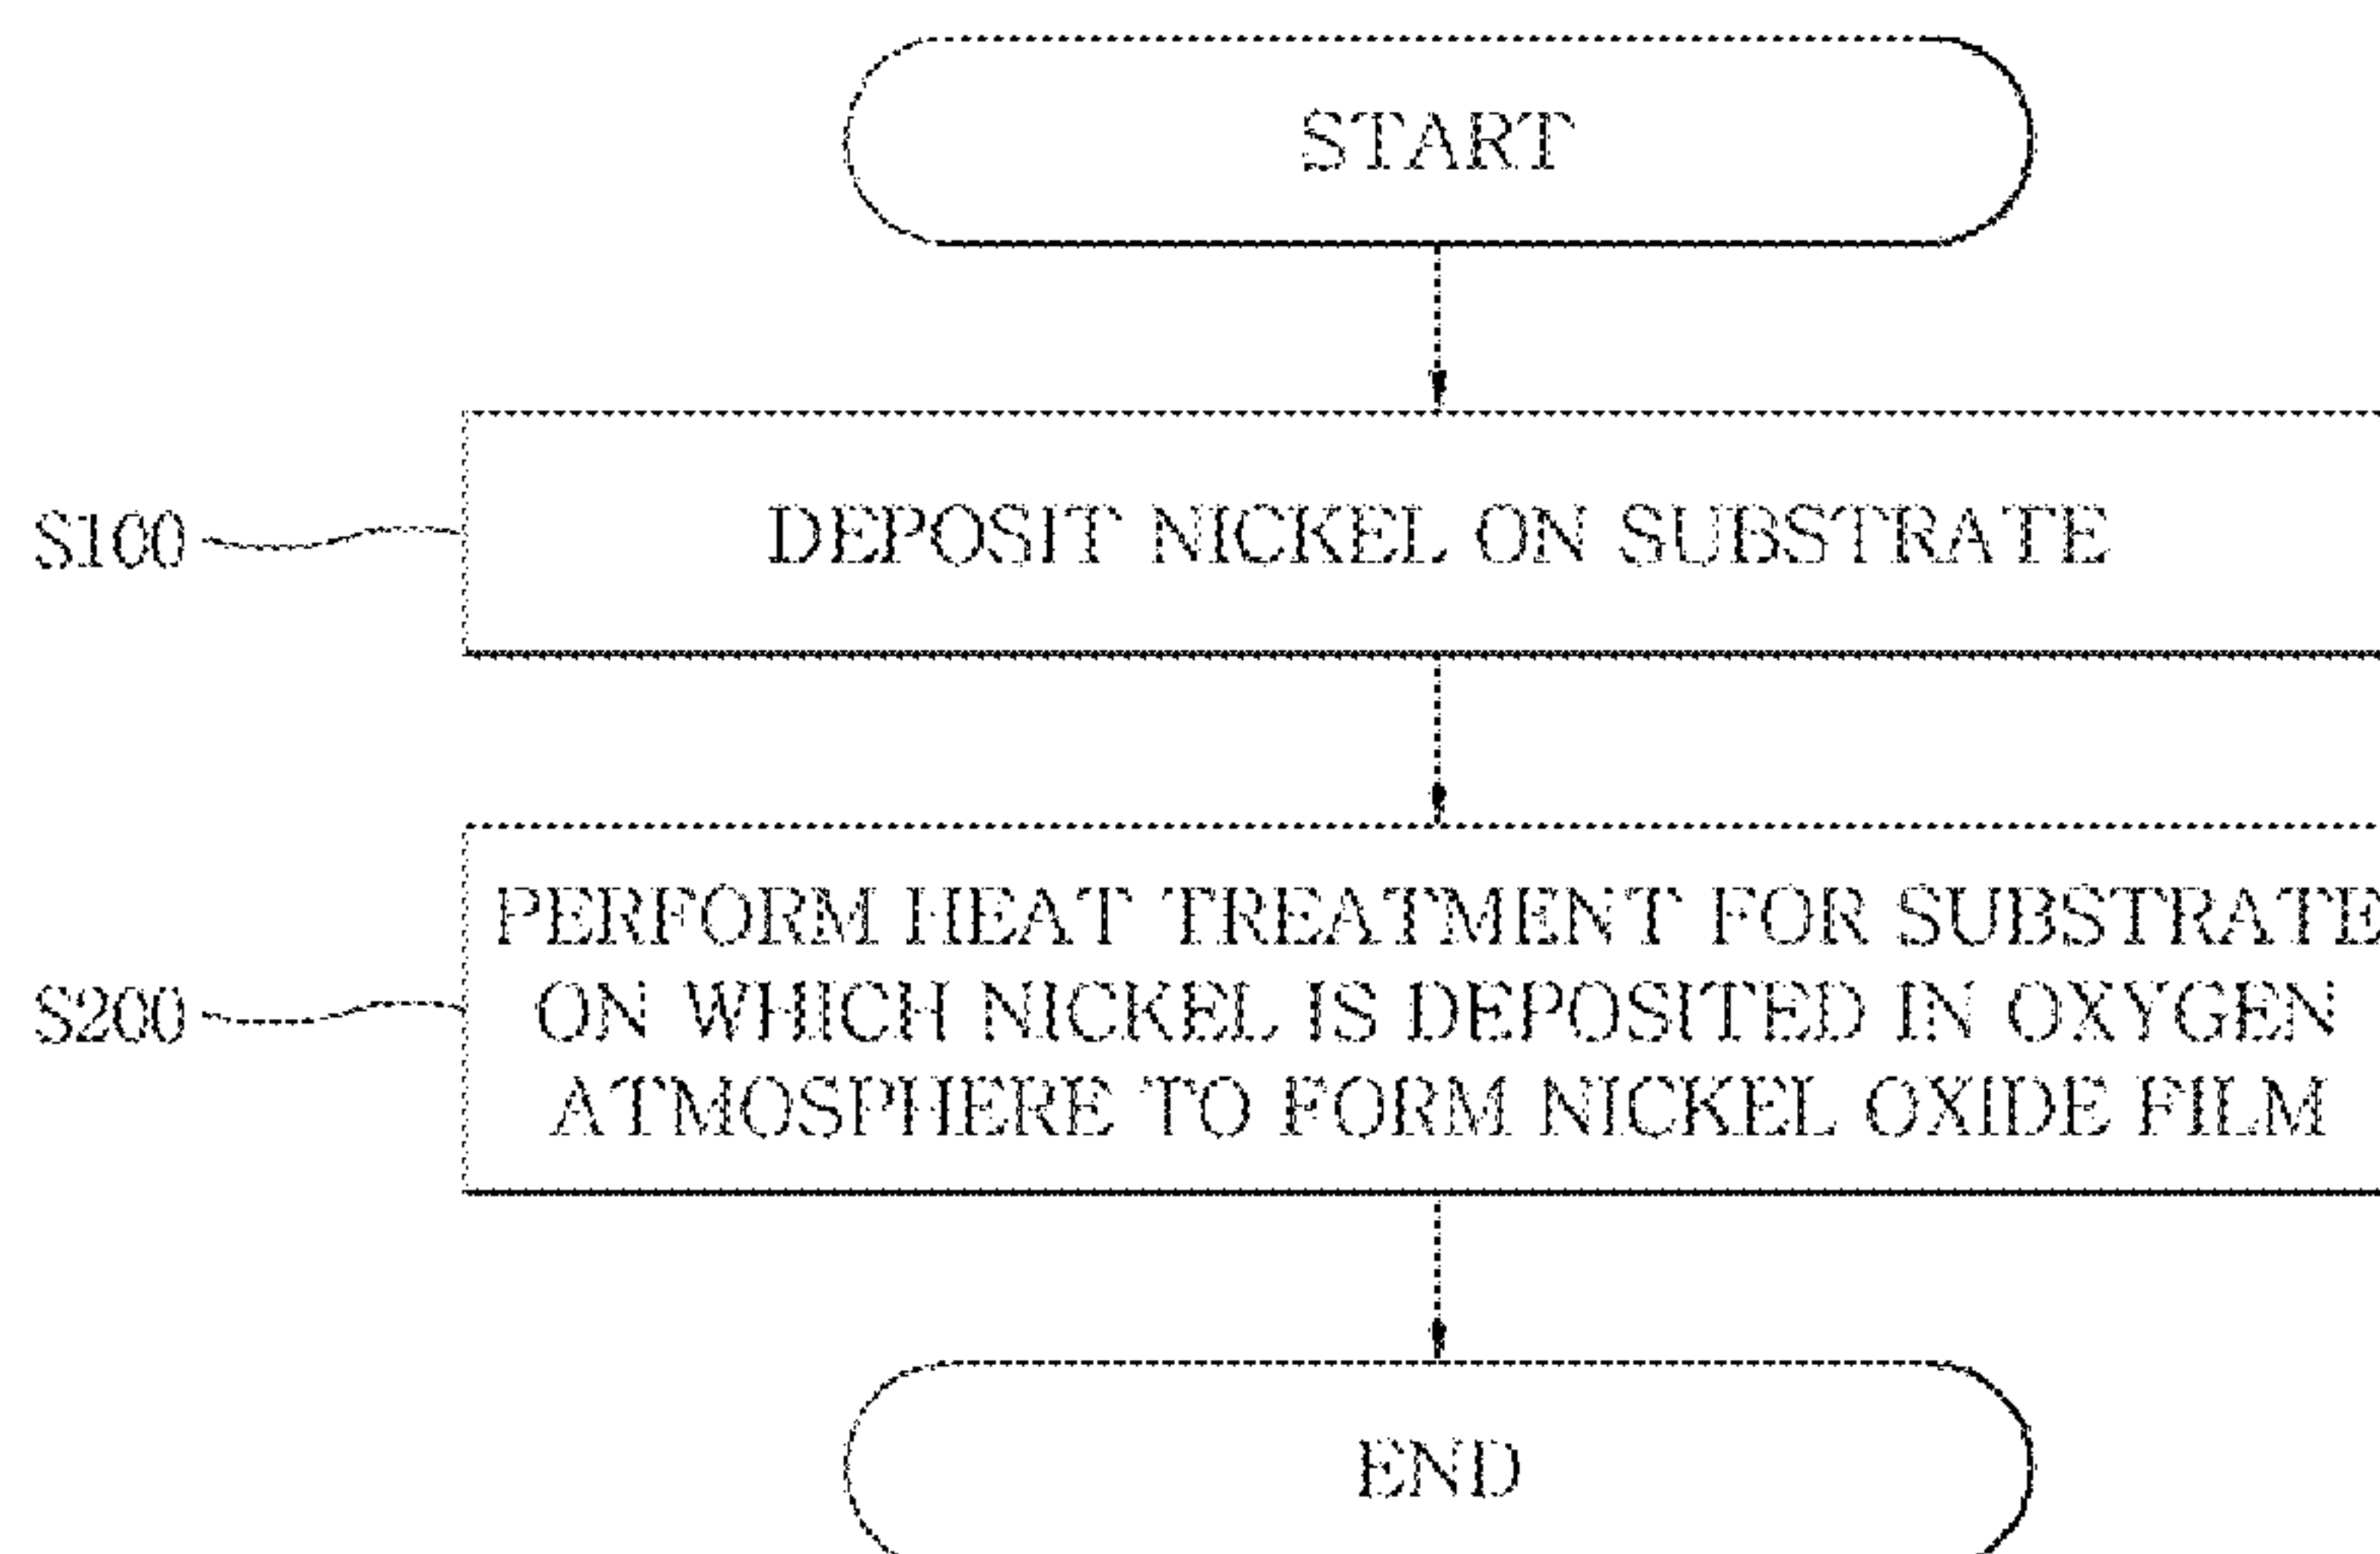 START
S100
DEPOSIT NICKEL ON SUBSTRATE
S200
PERFORM HEAT TREATMENT FOR SUBSTRATE
ON WHICH NICKEL IS DEPOSITED IN OXYGEN
ATMOSPHERE TO FORM NICKEL OXIDE FILM
END